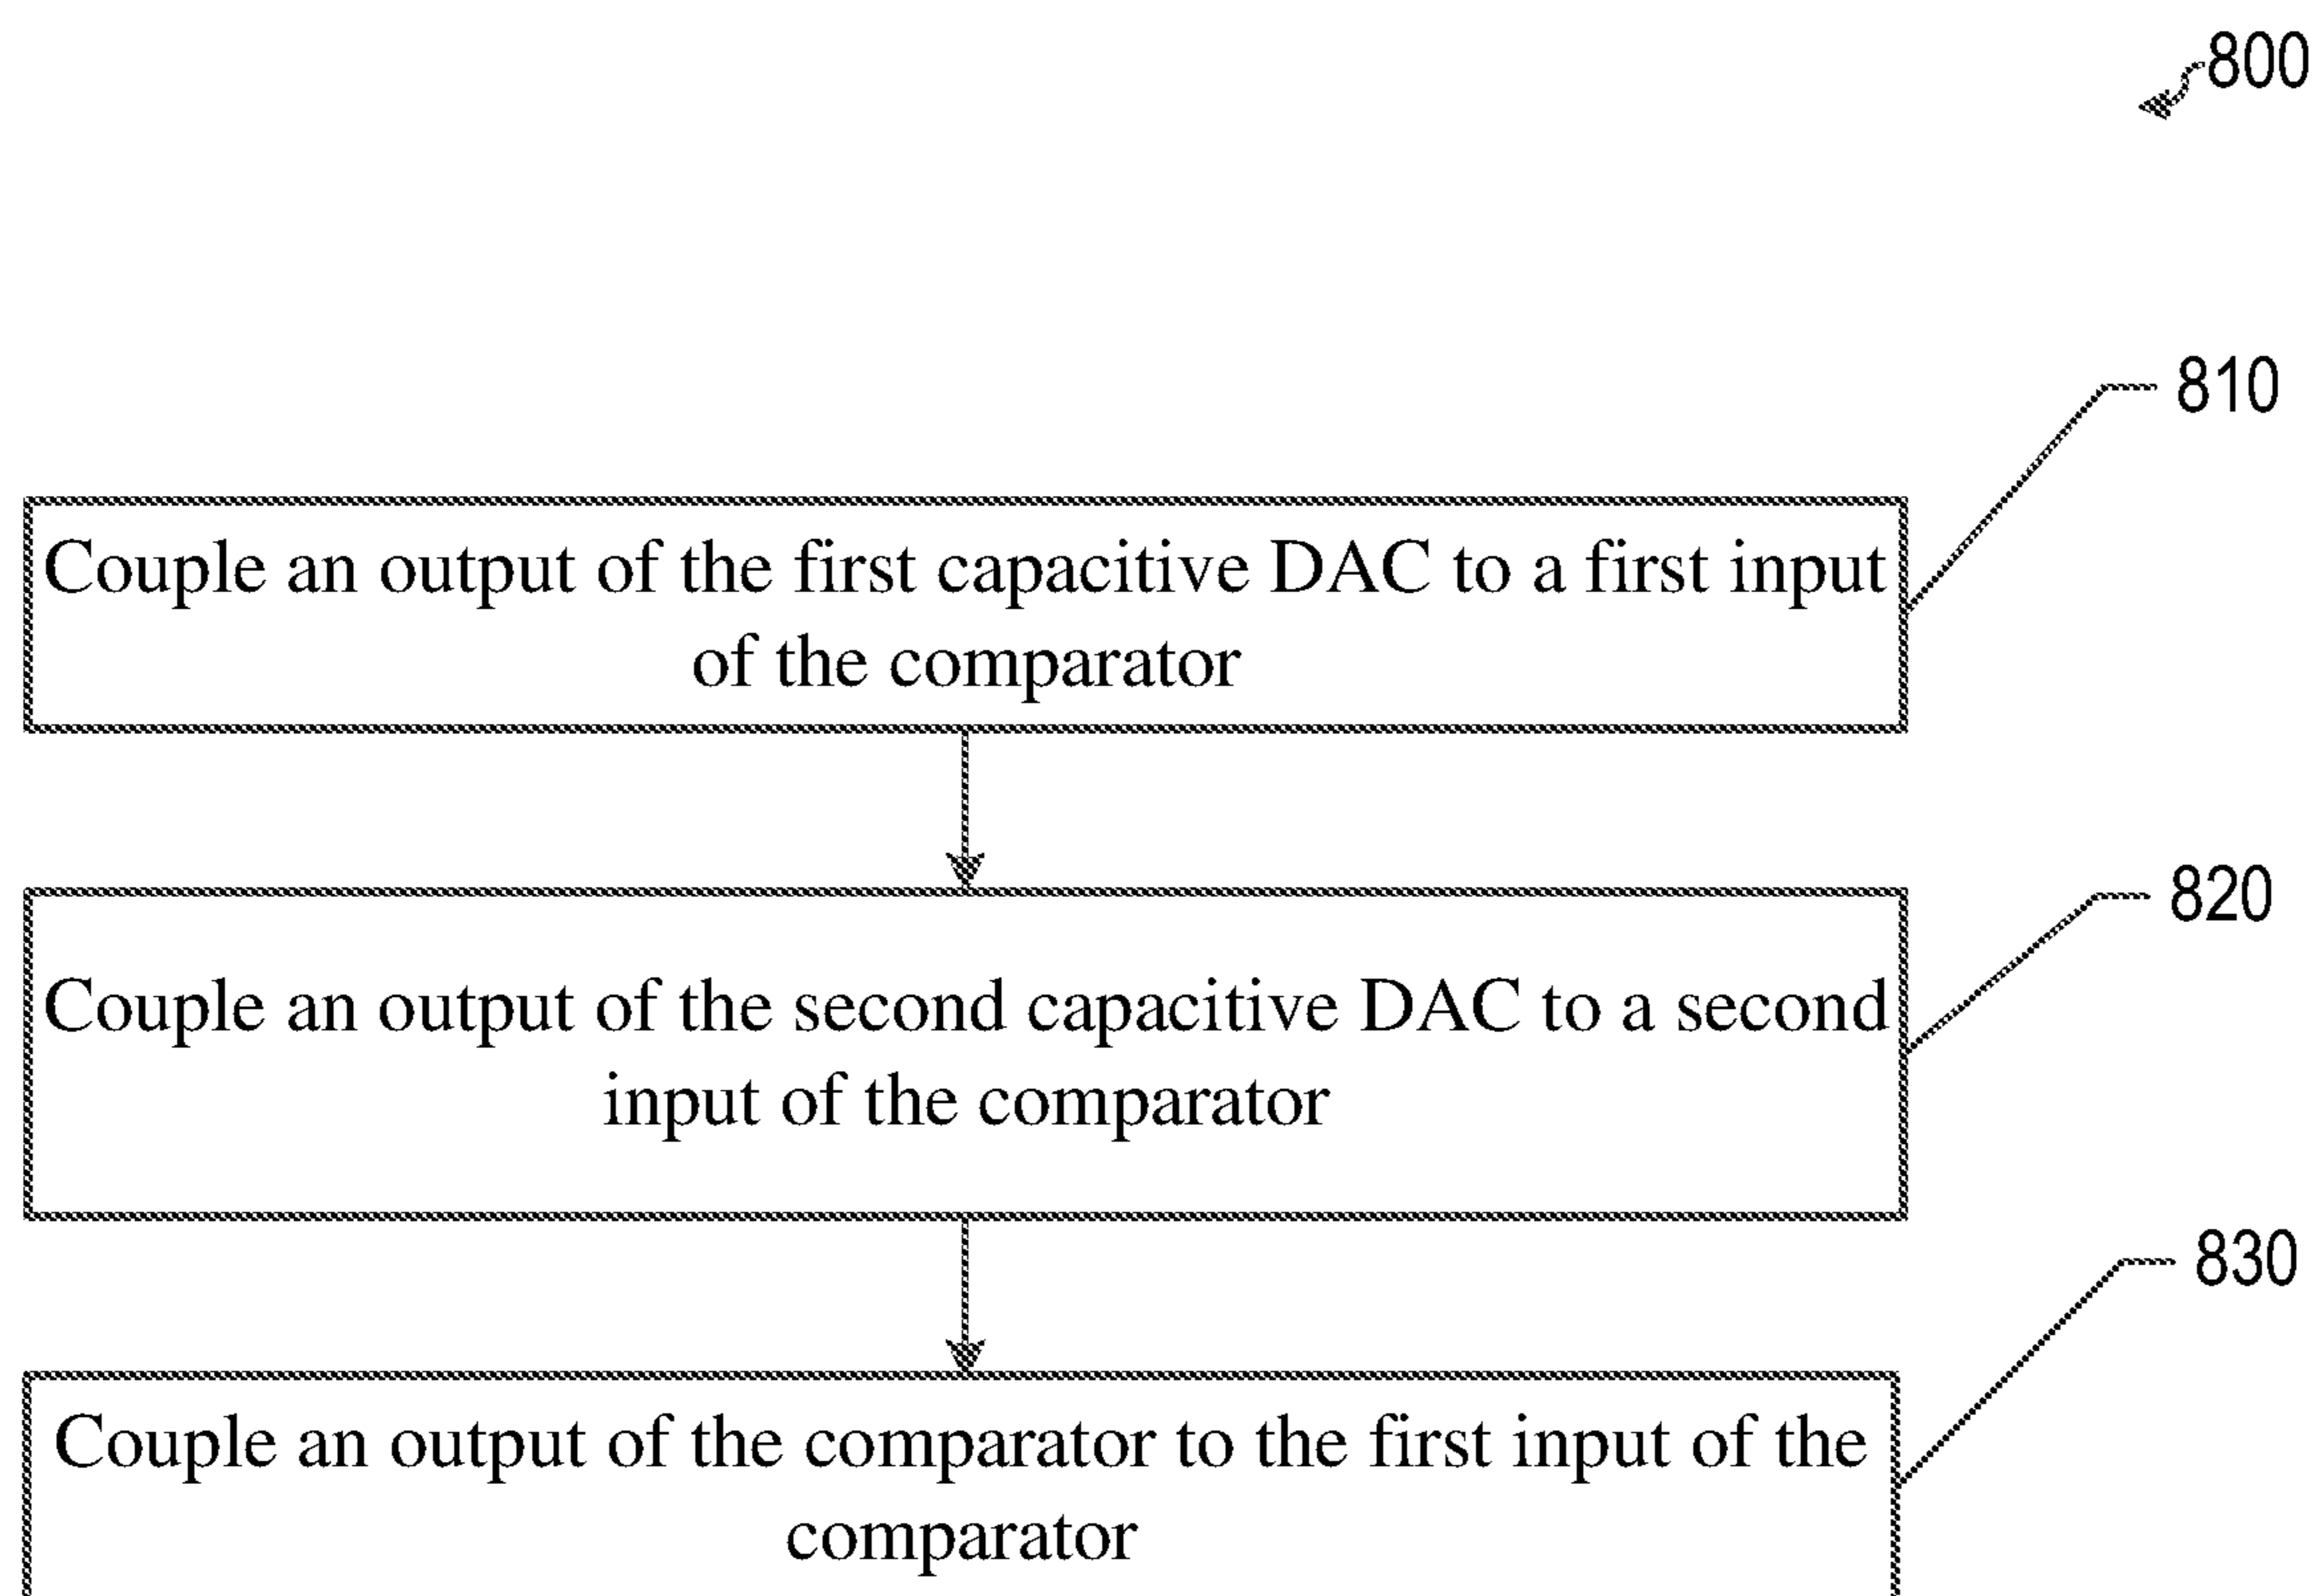 800
810
Couple an output of the first capacitive DAC to a first input
of the comparator
820
Couple an output of the second capacitive DAC to a second
input of the comparator
830
Couple an output of the comparator to the first input of the
comparator